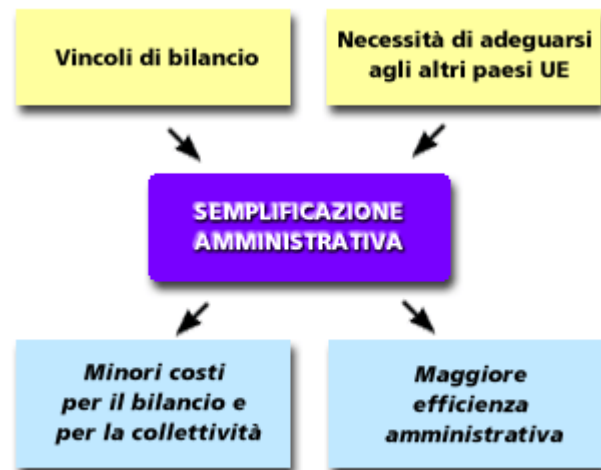 Vincoli di bilancio
Necessità di adeguarsi
agli altri paesi UE
SEMPLIFICAZIONE
AMMINISTRATIVA
Minori costi
per il bilancio e
per la collettività
Maggiore
efficienza
amministrativa